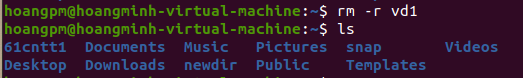 hoangpm@hoangminh-virtual-machine:~$ rm -r vd1
hoangpm@hoangminh-virtual-machine:~$ ls
61cntt1 Documents Music Pictures snap Videos
Desktop Downloads newdir Public Templates